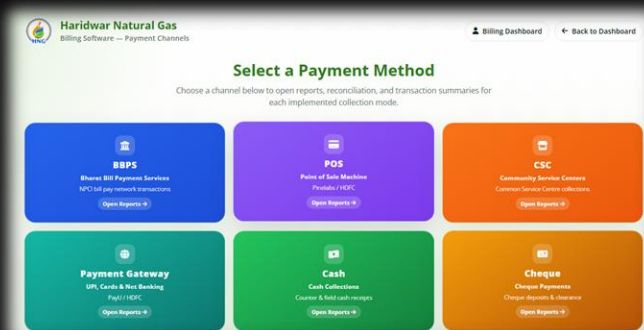 HNG
Haridwar Natural Gas
Billing Software — Payment Channels
Billing Dashboard
← Back to Dashboard
Select a Payment Method
Choose a channel below to open reports, reconciliation, and transaction summaries for
each implemented collection mode.
BBPS
Bharat Bill Payment Services
NPCI bill pay network transactions
Open Reports →
POS
Point of Sale Machine
Pinelabs / HDFC
Open Reports →
CSC
Community Service Centers
Common Service Centre collections
Open Reports →
Payment Gateway
UPI, Cards & Net Banking
PayU / HDFC
Open Reports →
Cash
Cash Collections
Counter & field cash receipts
Open Reports →
Cheque
Cheque Payments
Cheque deposits & clearance
Open Reports →